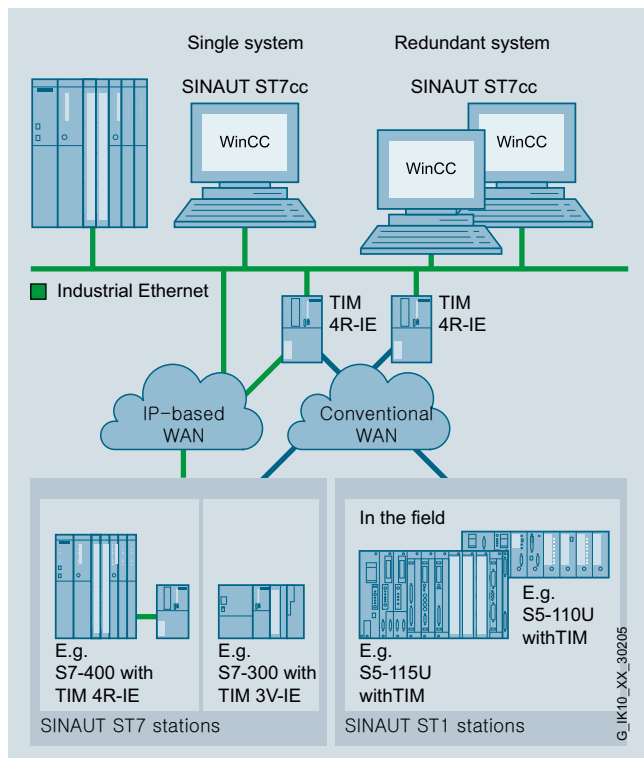 Single system
Redundant system
SINAUT ST7cc
SINAUT ST7cc
WinCC
WinCC
WinCC
Industrial Ethernet
TIM
4R-IE
TIM
4R-IE
IP-based
WAN
Conventional
WAN
In the field
E.g.
S7-400 with
TIM 4R-IE
E.g.
S7-300 with
TIM 3V-IE
E.g.
S5-115U
withTIM
E.g.
S5-110U
withTIM
SINAUT ST7 stations
SINAUT ST1 stations
G_IK10_XX_30205